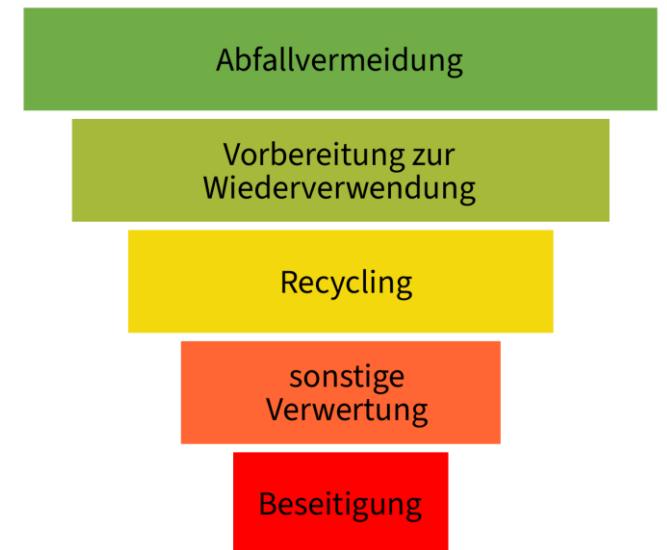 Abfallvermeidung
Vorbereitung zur
Wiederverwendung
Recycling
sonstige
Verwertung
Beseitigung